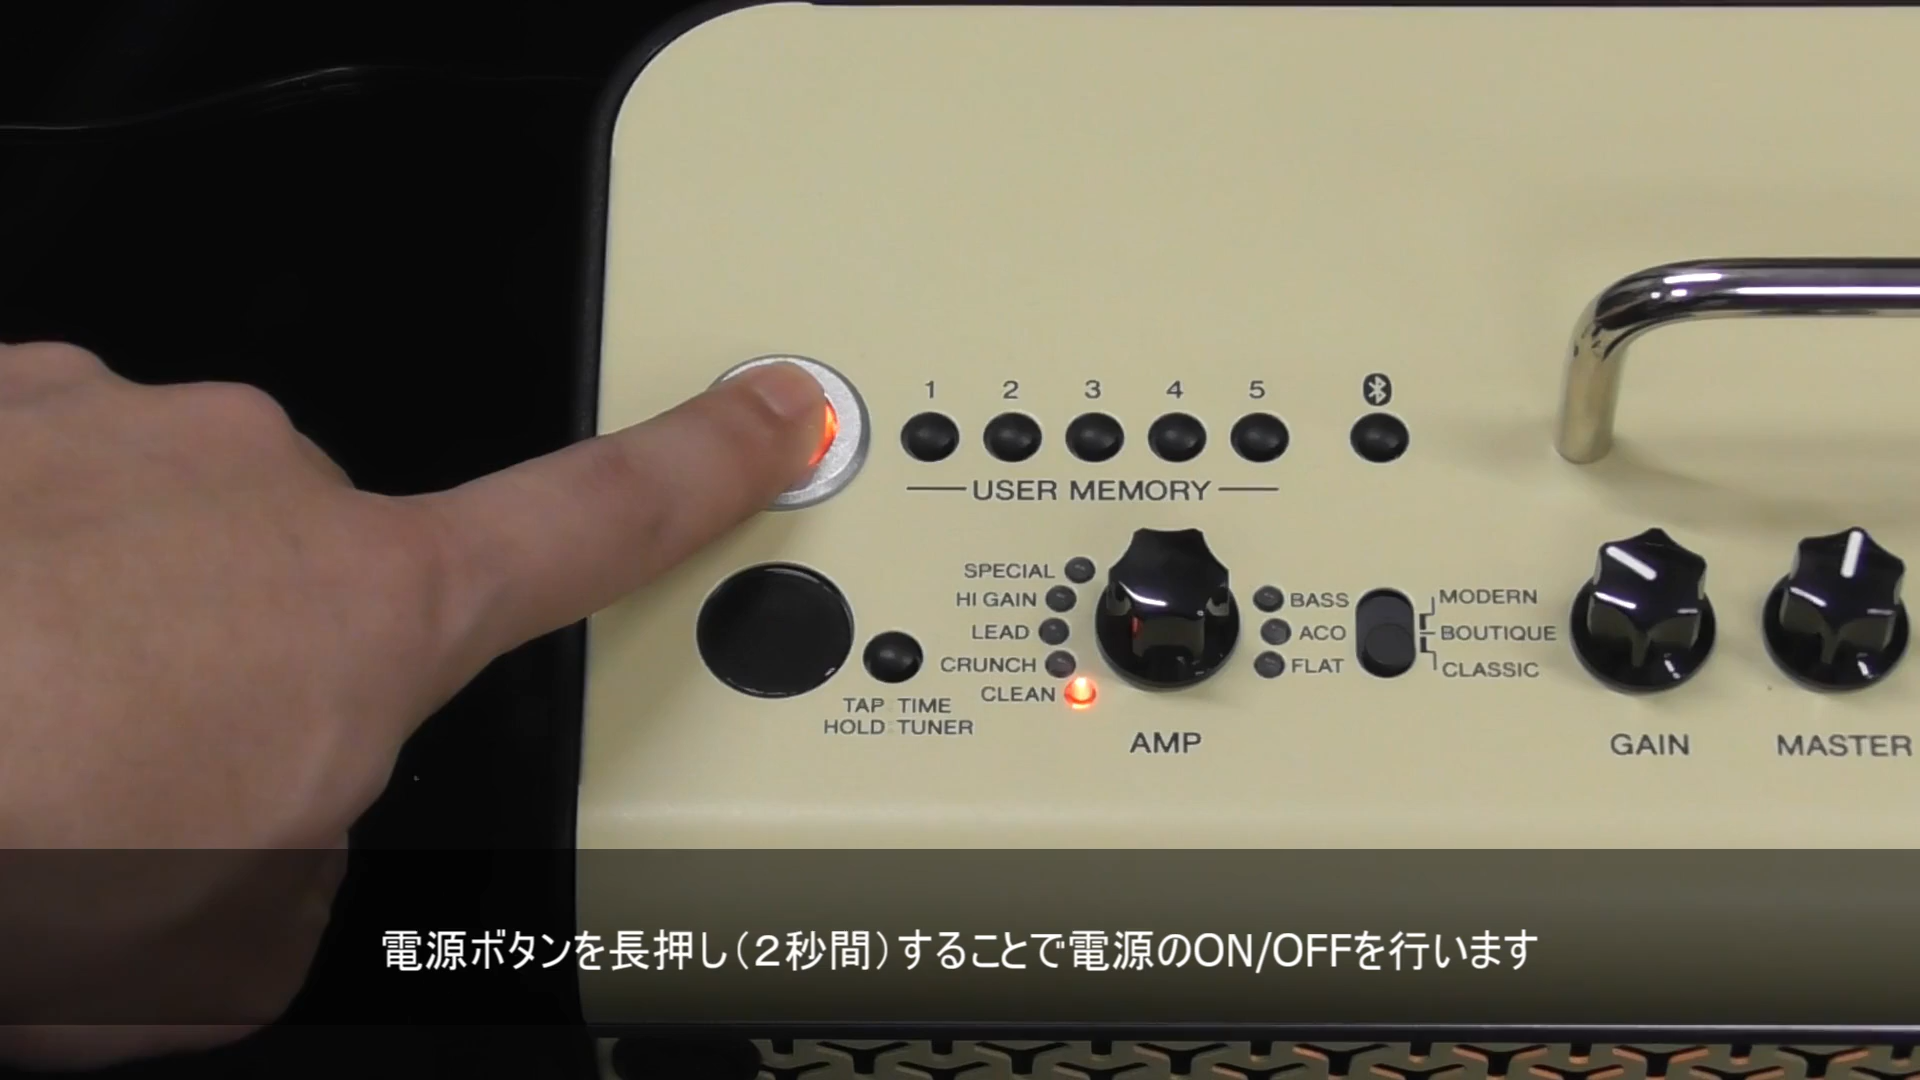 1 2 3 4 5
USER MEMORY
SPECIAL
HI GAIN
LEAD
CRUNCH
CLEAN
TAP TIME
HOLD TUNER
AMP
BASS
ACO
FLAT
MODERN
BOUTIQUE
CLASSIC
GAIN
MASTER
電源ボタンを長押し（２秒間）することで電源のON/OFFを行います